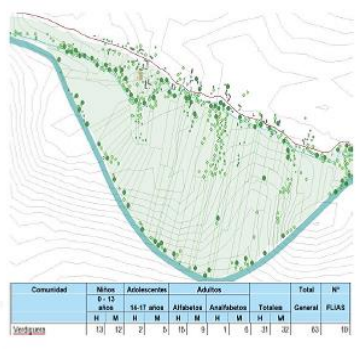 Comunidad Niños Adolescentes Adultos Total N°
0 - 13 años 14-17 años Alfabetos Analfabetos Totales General FLIAS
H M H M H M H M H M
Verdiguera 13 12 2 5 15 9 1 6 31 32 63 10